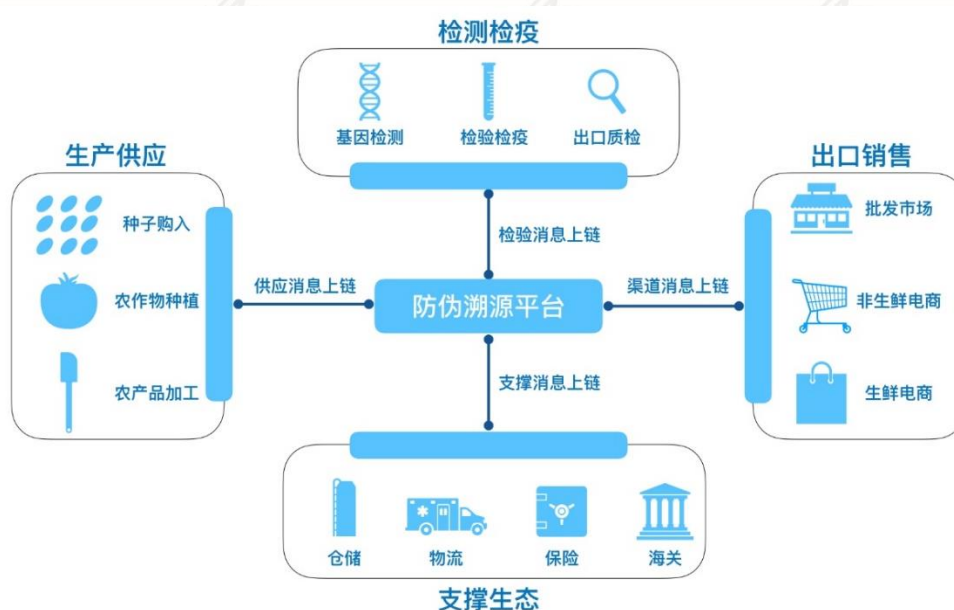 检测检疫
基因检测
检验检疫
出口质检
生产供应
种子购入
农作物种植
农产品加工
检验消息上链
供应消息上链
防伪溯源平台
渠道消息上链
支撑消息上链
出口销售
批发市场
非生鲜电商
生鲜电商
仓储
物流
保险
海关
支撑生态